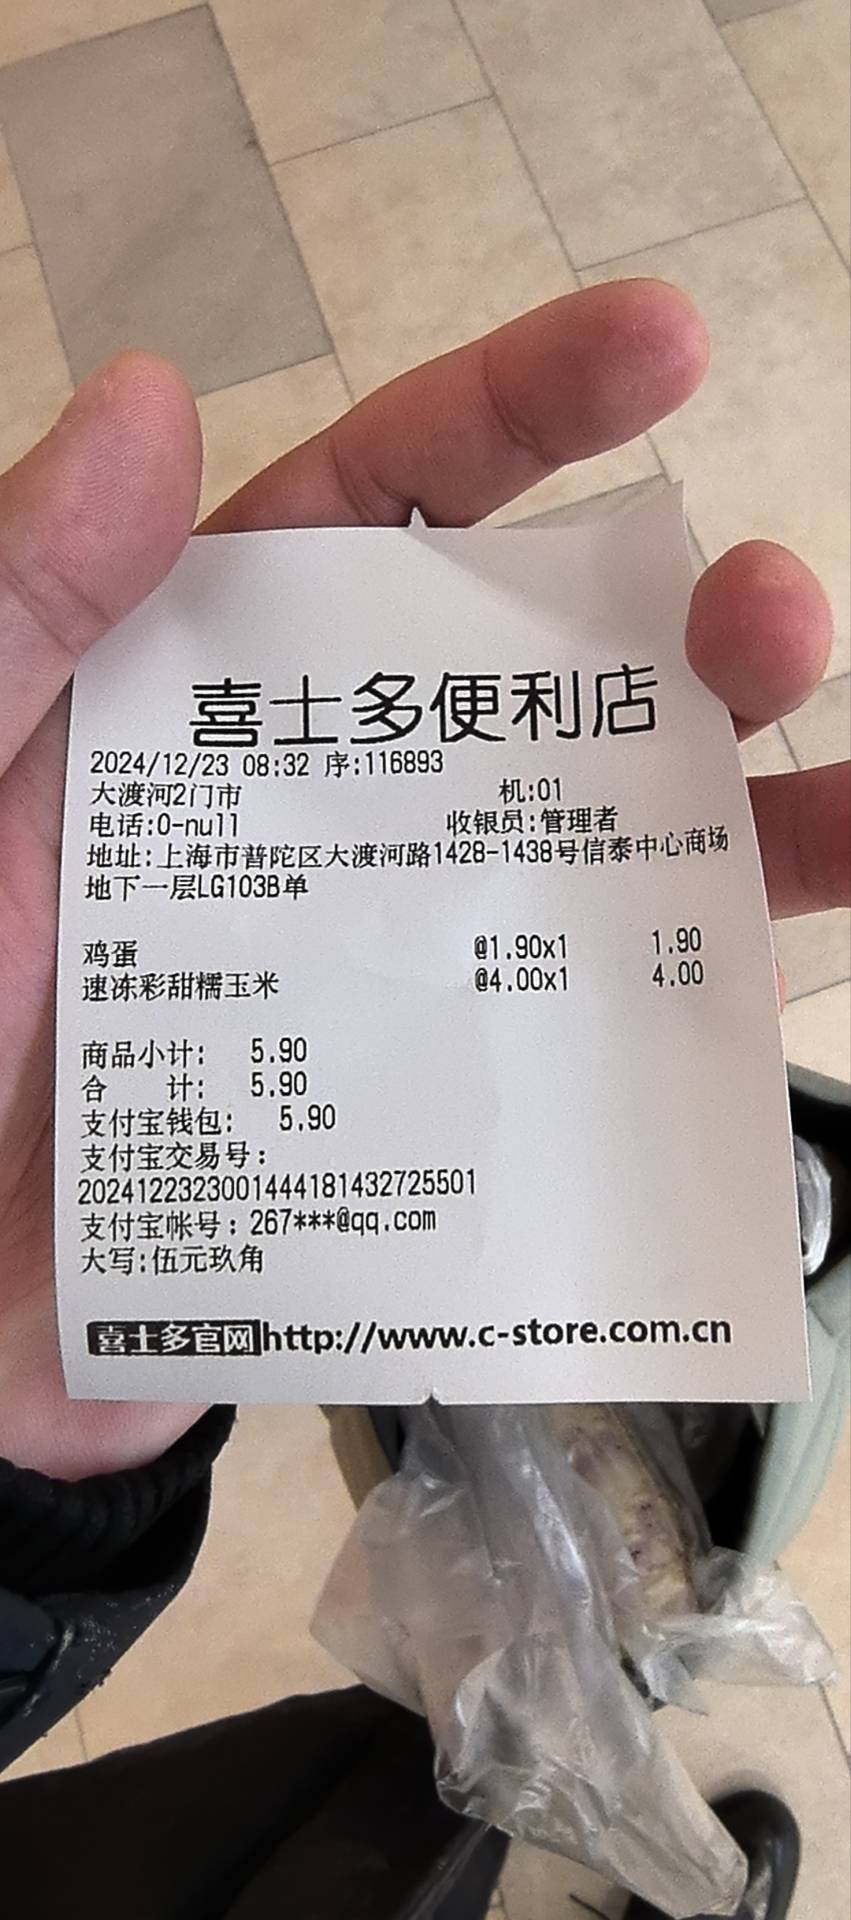 喜士多便利店
2024/12/23 08:32 序:116893
大渡河2门市 机:01
电话:0-null 收银员:管理者
地址:上海市普陀区大渡河路1428-1438号信泰中心商场
地下一层LG103B单
鸡蛋 @1.90x1 1.90
速冻彩甜糯玉米 @4.00x1 4.00
商品小计: 5.90
合 计: 5.90
支付宝钱包: 5.90
支付宝交易号:
2024122323001444181432725501
支付宝帐号:267***@qq.com
大写:伍元玖角
喜士多官网http://www.c-store.com.cn